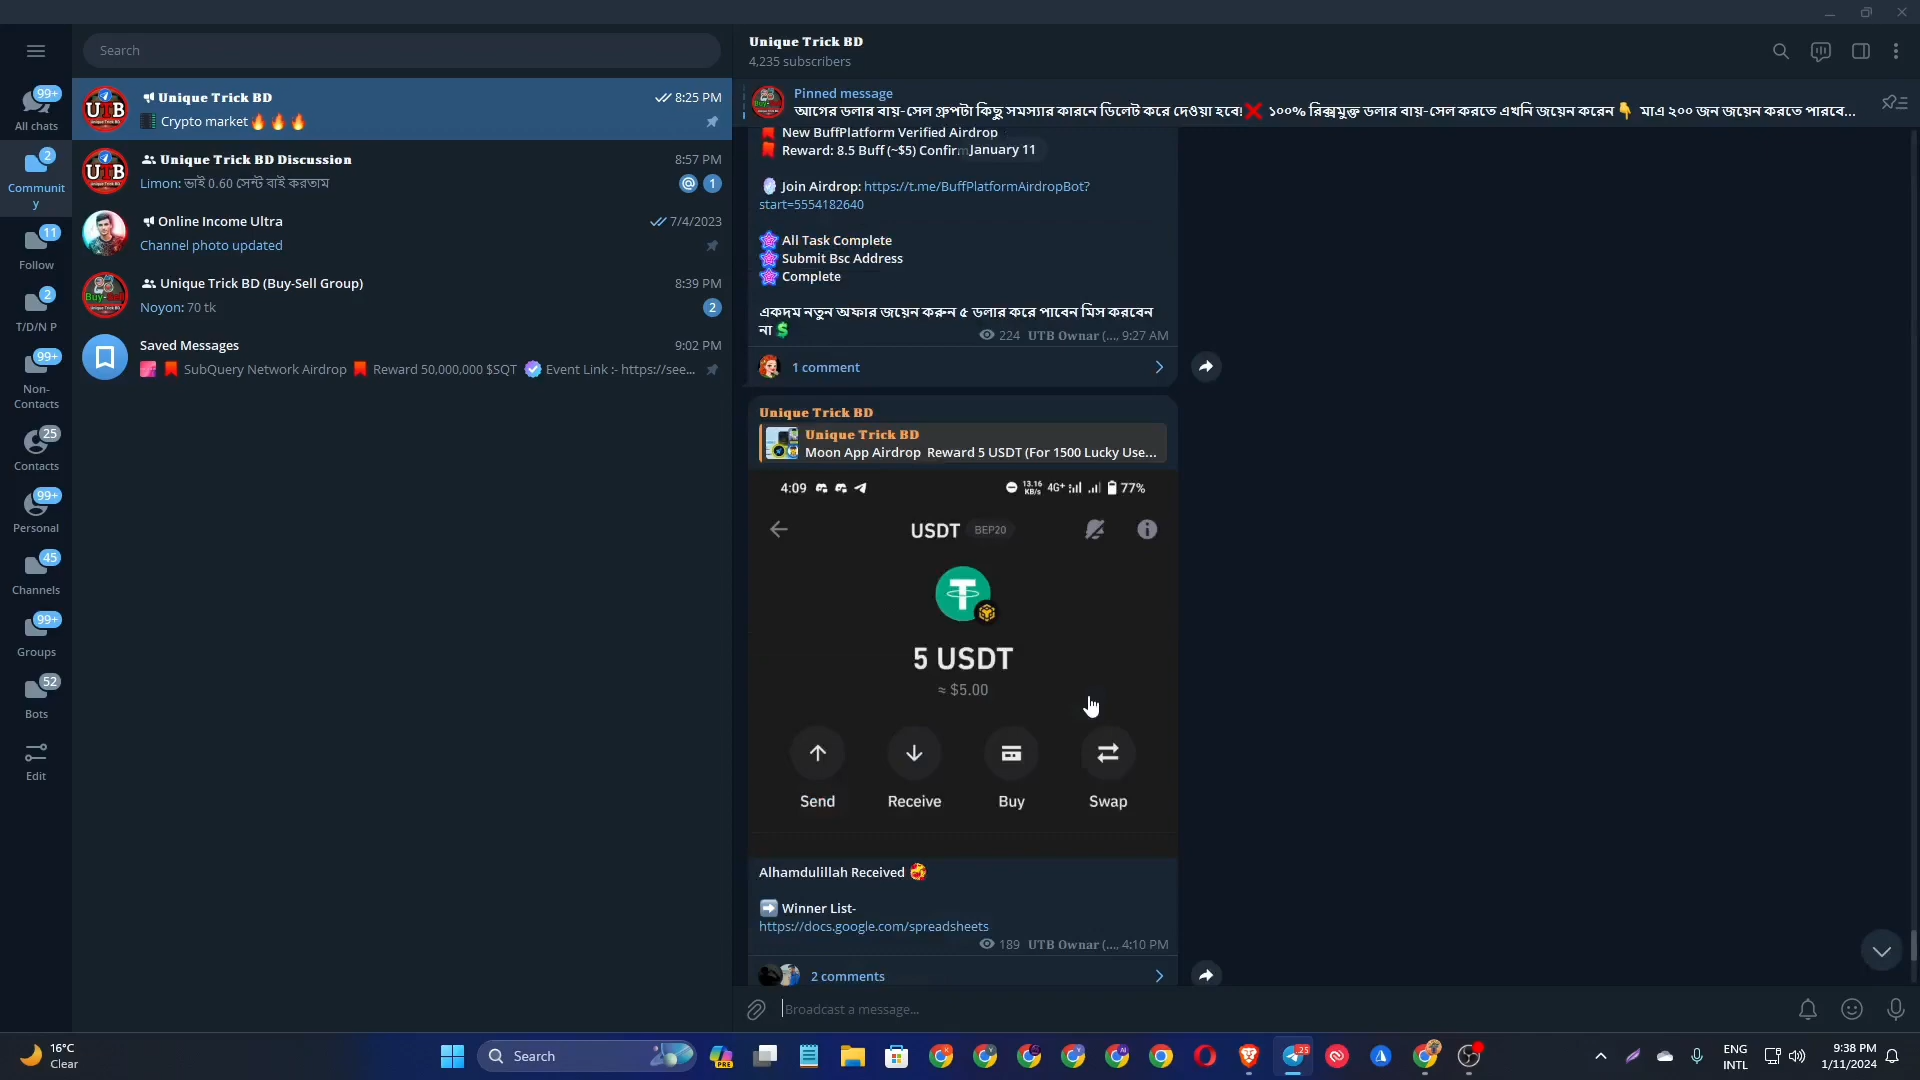 Search
99+
All chats
2
Communit
y
11
Follow
2
T/D/N P
99+
Non-
Contacts
25
Contacts
99+
Personal
45
Channels
99+
Groups
52
Bots
Edit
UTB
Unique Trick BD
8:25 PM
Crypto market
UTB
Unique Trick BD Discussion
8:57 PM
Limon: ভাই 0.60 সেন্ট বাই করতাম
1
Online Income Ultra
7/4/2023
Channel photo updated
Buy-Sell
Unique Trick BD (Buy-Sell Group)
8:39 PM
Noyon: 70 tk
2
Saved Messages
9:02 PM
SubQuery Network Airdrop Reward 50,000,000 $SQT Event Link :- https://see...
Unique Trick BD
4,235 subscribers
Pinned message
আগের ডলার বায়-সেল গ্রুপটা কিছু সমস্যার কারনে ডিলেট করে দেওয়া হবে! ১০০% রিক্সমুক্ত ডলার বায়-সেল করতে এখনি জয়েন করেন মাএ ২০০ জন জয়েন করতে পারবে...
New BuffPlatform Verified Airdrop
Reward: 8.5 Buff (~$5) Confirm
January 11
Join Airdrop: https://t.me/BuffPlatformAirdropBot?
start=5554182640
All Task Complete
Submit Bsc Address
Complete
একদম নতুন অফার জয়েন করুন ৫ ডলার করে পাবেন মিস করবেন
না
224 UTB Ownar (..., 9:27 AM
1 comment
Unique Trick BD
Unique Trick BD
Moon App Airdrop Reward 5 USDT (For 1500 Lucky Use...
4:09
13.16
KB/s
4G+
77%
USDT BEP20
5 USDT
≈ $5.00
Send
Receive
Buy
Swap
Alhamdulillah Received
Winner List-
https://docs.google.com/spreadsheets
189 UTB Ownar (..., 4:10 PM
2 comments
Broadcast a message...
16°C
Clear
Search
PRE
25
ENG
INTL
9:38 PM
1/11/2024